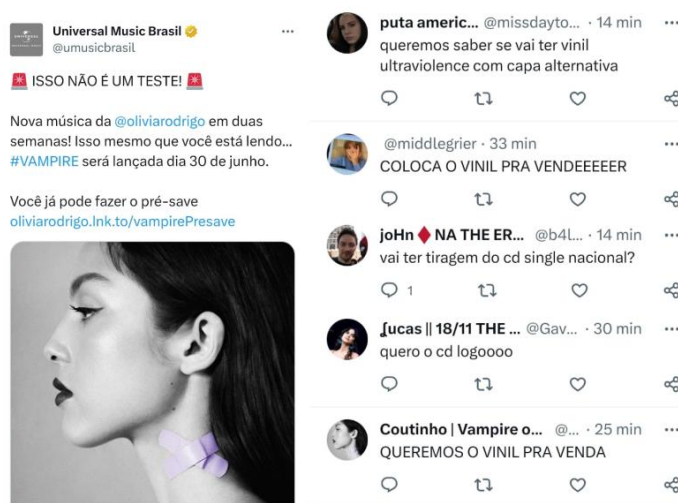 Universal Music Brasil
@umusicbrasil
🚨 ISSO NÃO É UM TESTE! 🚨
Nova música da @oliviarodrigo em duas
semanas! Isso mesmo que você está lendo...
#VAMPIRE será lançada dia 30 de junho.
Você já pode fazer o pré-save
oliviarodrigo.lnk.to/vampirePresave
puta americ... @missdayto... · 14 min
queremos saber se vai ter vinil
ultraviolence com capa alternativa
@middlegrier · 33 min
COLOCA O VINIL PRA VENDEEEEER
joHn ♦ NA THE ER... @b4l... · 14 min
vai ter tiragem do cd single nacional?
1
ʆucas || 18/11 THE ... @Gav... · 30 min
quero o cd logoooo
Coutinho | Vampire o... @... · 25 min
QUEREMOS O VINIL PRA VENDA